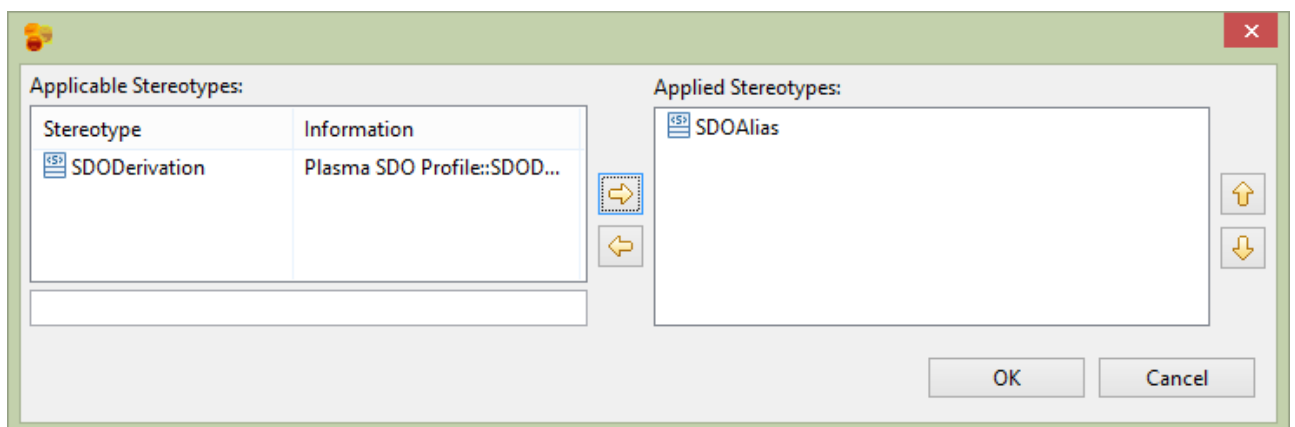 Applicable Stereotypes:
Stereotype Information
SDODerivation Plasma SDO Profile::SDOD...
Applied Stereotypes:
SDOAlias
OK Cancel